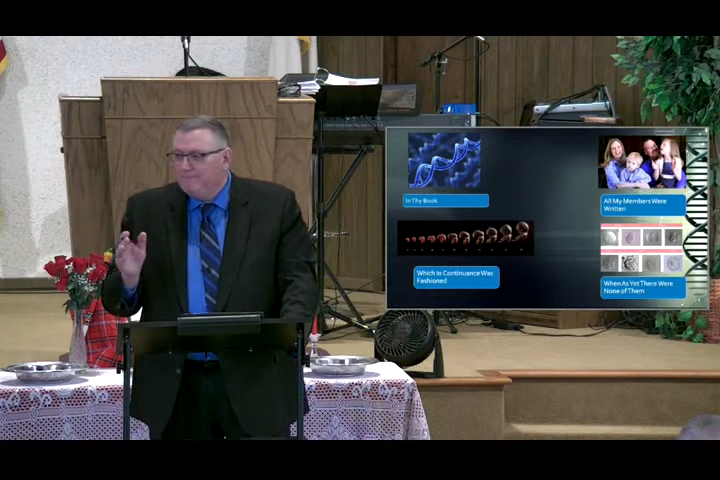 In Thy Book
All My Members Were
Written
Which In Continuance Was
Fashioned
When As Yet There Were
None of Them